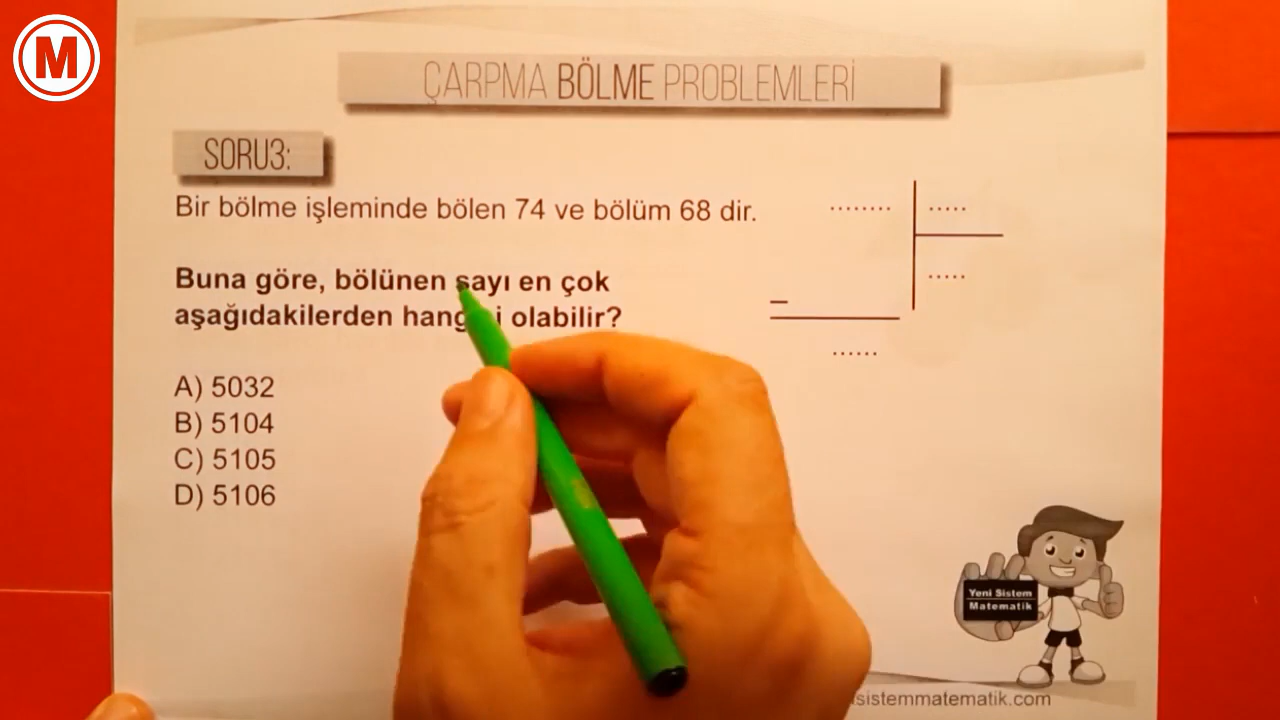 M
ÇARPMA BÖLME PROBLEMLERİ
SORU3:
Bir bölme işleminde bölen 74 ve bölüm 68 dir.
........ .....
.....
Buna göre, bölünen sayı en çok
aşağıdakilerden olabilir?
......
A) 5032
B) 5104
C) 5105
D) 5106
Yeni Sistem
Matematik
sistemmatematik.com